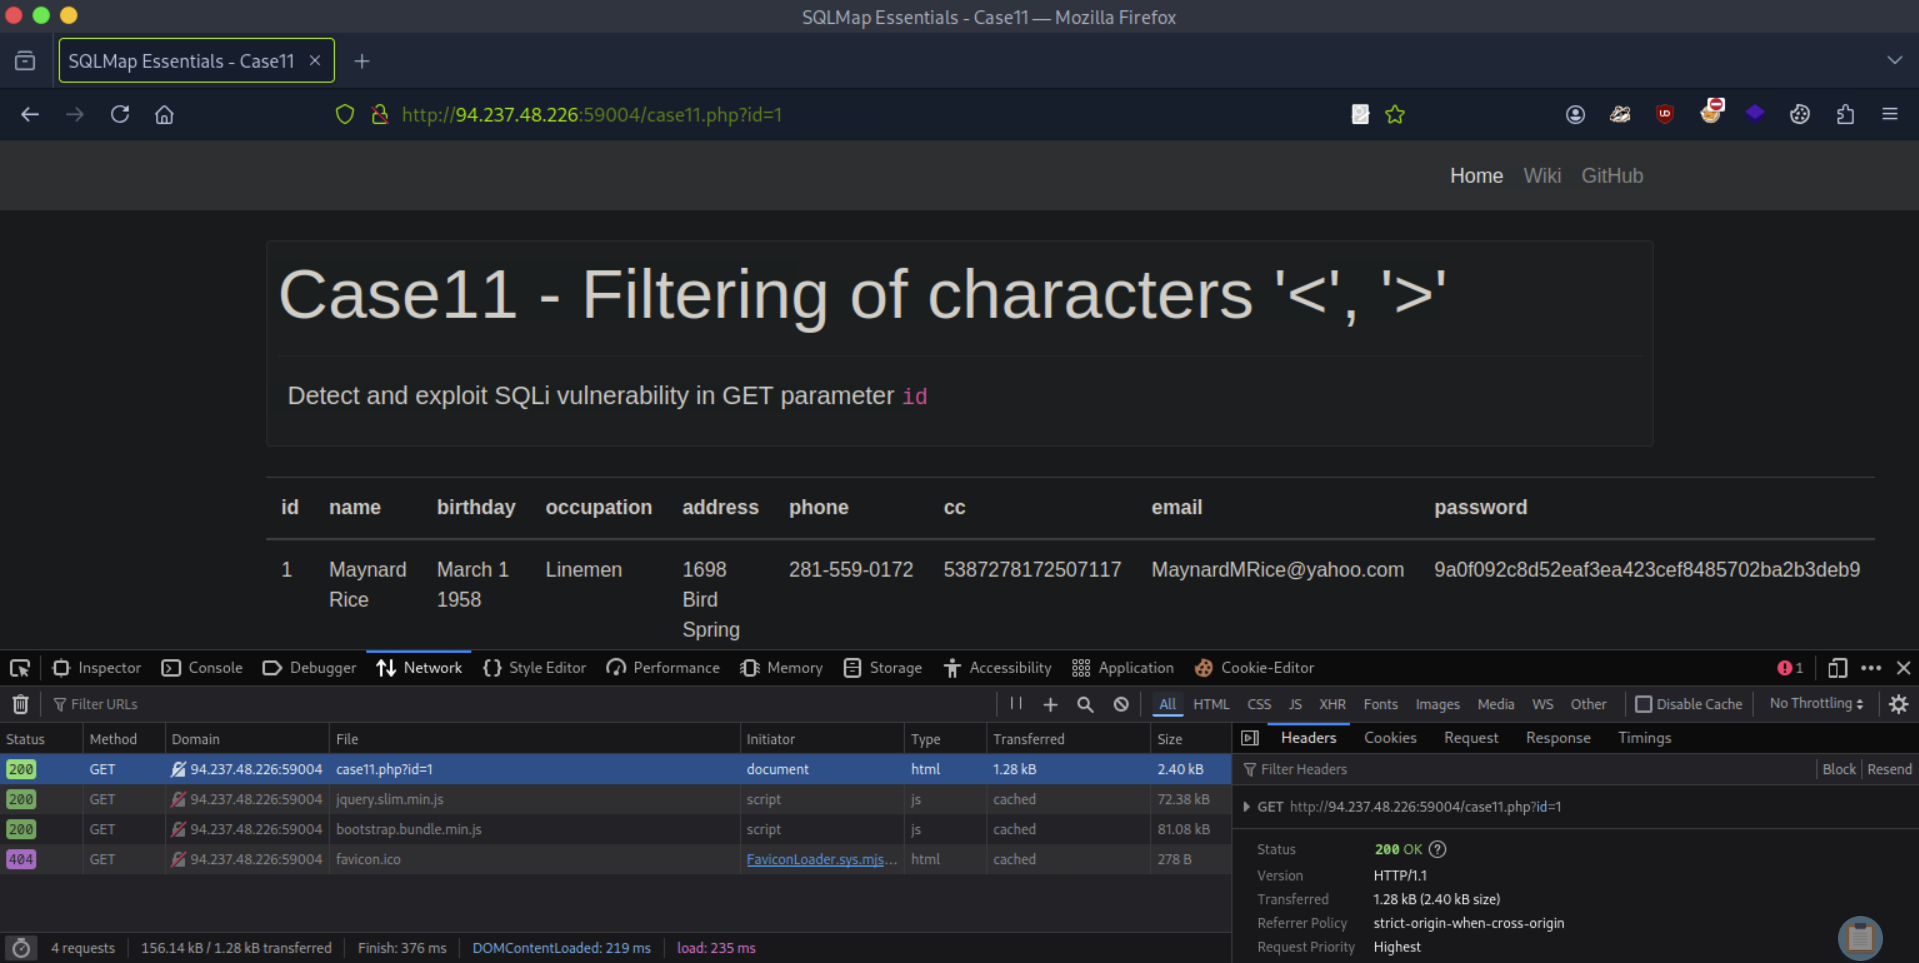 SQLMap Essentials - Case11 — Mozilla Firefox
SQLMap Essentials - Case11
http://94.237.48.226:59004/case11.php?id=1
Home Wiki GitHub
Case11 - Filtering of characters '<', '>'
Detect and exploit SQLi vulnerability in GET parameter id
id name birthday occupation address phone cc email password
1 Maynard March 1 Linemen 1698 281-559-0172 5387278172507117 MaynardMRice@yahoo.com 9a0f092c8d52eaf3ea423cef8485702ba2b3deb9
Rice 1958 Bird
Spring
Inspector Console Debugger Network Style Editor Performance Memory Storage Accessibility Application Cookie-Editor 1
Filter URLs All HTML CSS JS XHR Fonts Images Media WS Other Disable Cache No Throttling
Status Method Domain File Initiator Type Transferred Size Headers Cookies Request Response Timings
200 GET 94.237.48.226:59004 case11.php?id=1 document html 1.28 kB 2.40 kB Filter Headers Block Resend
200 GET 94.237.48.226:59004 jquery.slim.min.js script js cached 72.38 kB
GET http://94.237.48.226:59004/case11.php?id=1
200 GET 94.237.48.226:59004 bootstrap.bundle.min.js script js cached 81.08 kB
404 GET 94.237.48.226:59004 favicon.ico FaviconLoader.sys.mjs... html cached 278 B
Status 200 OK
Version HTTP/1.1
Transferred 1.28 kB (2.40 kB size)
Referrer Policy strict-origin-when-cross-origin
Request Priority Highest
4 requests 156.14 kB / 1.28 kB transferred Finish: 376 ms DOMContentLoaded: 219 ms load: 235 ms